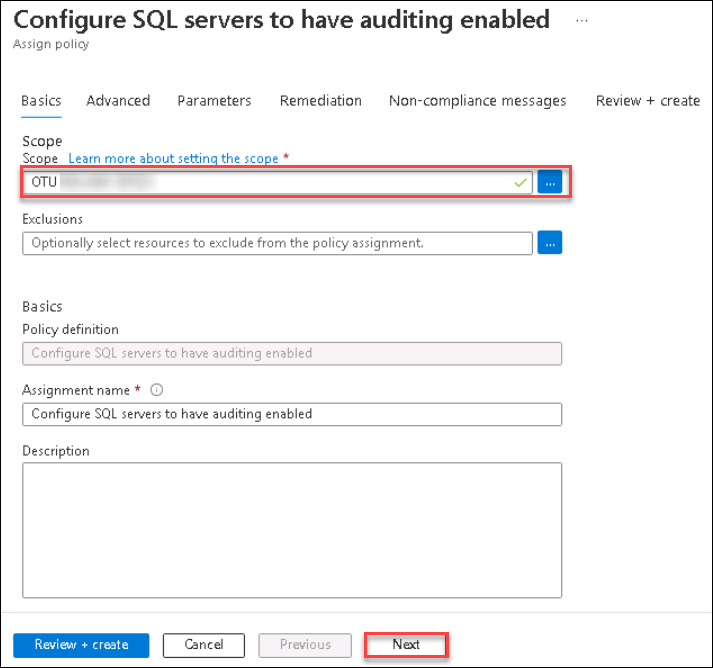 Configure SQL servers to have auditing enabled ...
Assign policy
Basics Advanced Parameters Remediation Non-compliance messages Review + create
Scope
Scope Learn more about setting the scope *
OTU
...
Exclusions
Optionally select resources to exclude from the policy assignment.
...
Basics
Policy definition
Configure SQL servers to have auditing enabled
Assignment name *
Configure SQL servers to have auditing enabled
Description
Review + create Cancel Previous Next